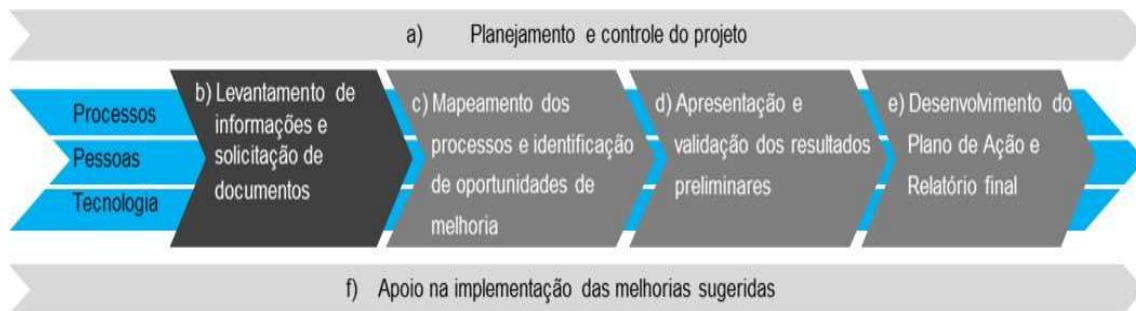 a) Planejamento e controle do projeto
Processos
Pessoas
Tecnologia
b) Levantamento de
informações e
solicitação de
documentos
c) Mapeamento dos
processos e identificação
de oportunidades de
melhoria
d) Apresentação e
validação dos resultados
preliminares
e) Desenvolvimento do
Plano de Ação e
Relatório final
f) Apoio na implementação das melhorias sugeridas